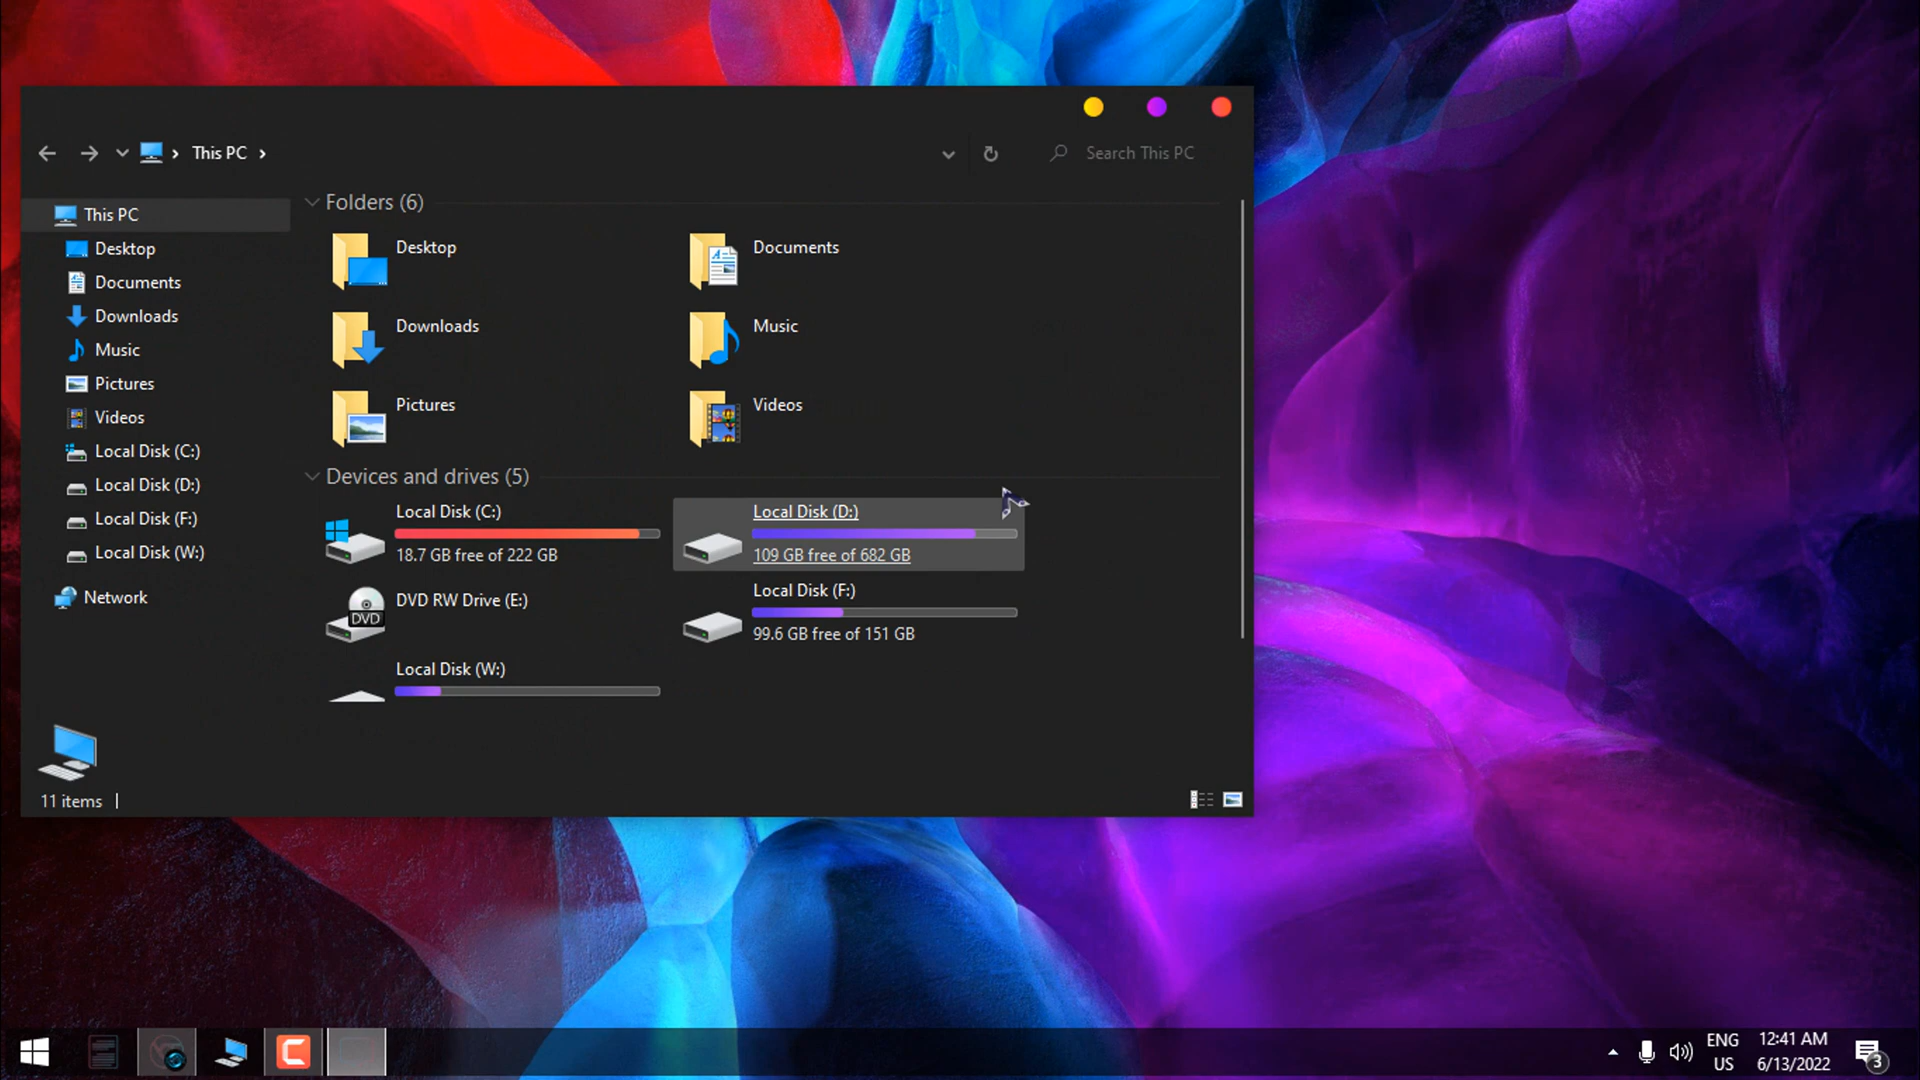 This PC
Search This PC
This PC
Desktop
Documents
Downloads
Music
Pictures
Videos
Local Disk (C:)
Local Disk (D:)
Local Disk (F:)
Local Disk (W:)
Network
Folders (6)
Desktop
Documents
Downloads
Music
Pictures
Videos
Devices and drives (5)
Local Disk (C:)
18.7 GB free of 222 GB
Local Disk (D:)
109 GB free of 682 GB
DVD RW Drive (E:)
DVD
Local Disk (F:)
99.6 GB free of 151 GB
Local Disk (W:)
11 items
ENG
US
12:41 AM
6/13/2022
3